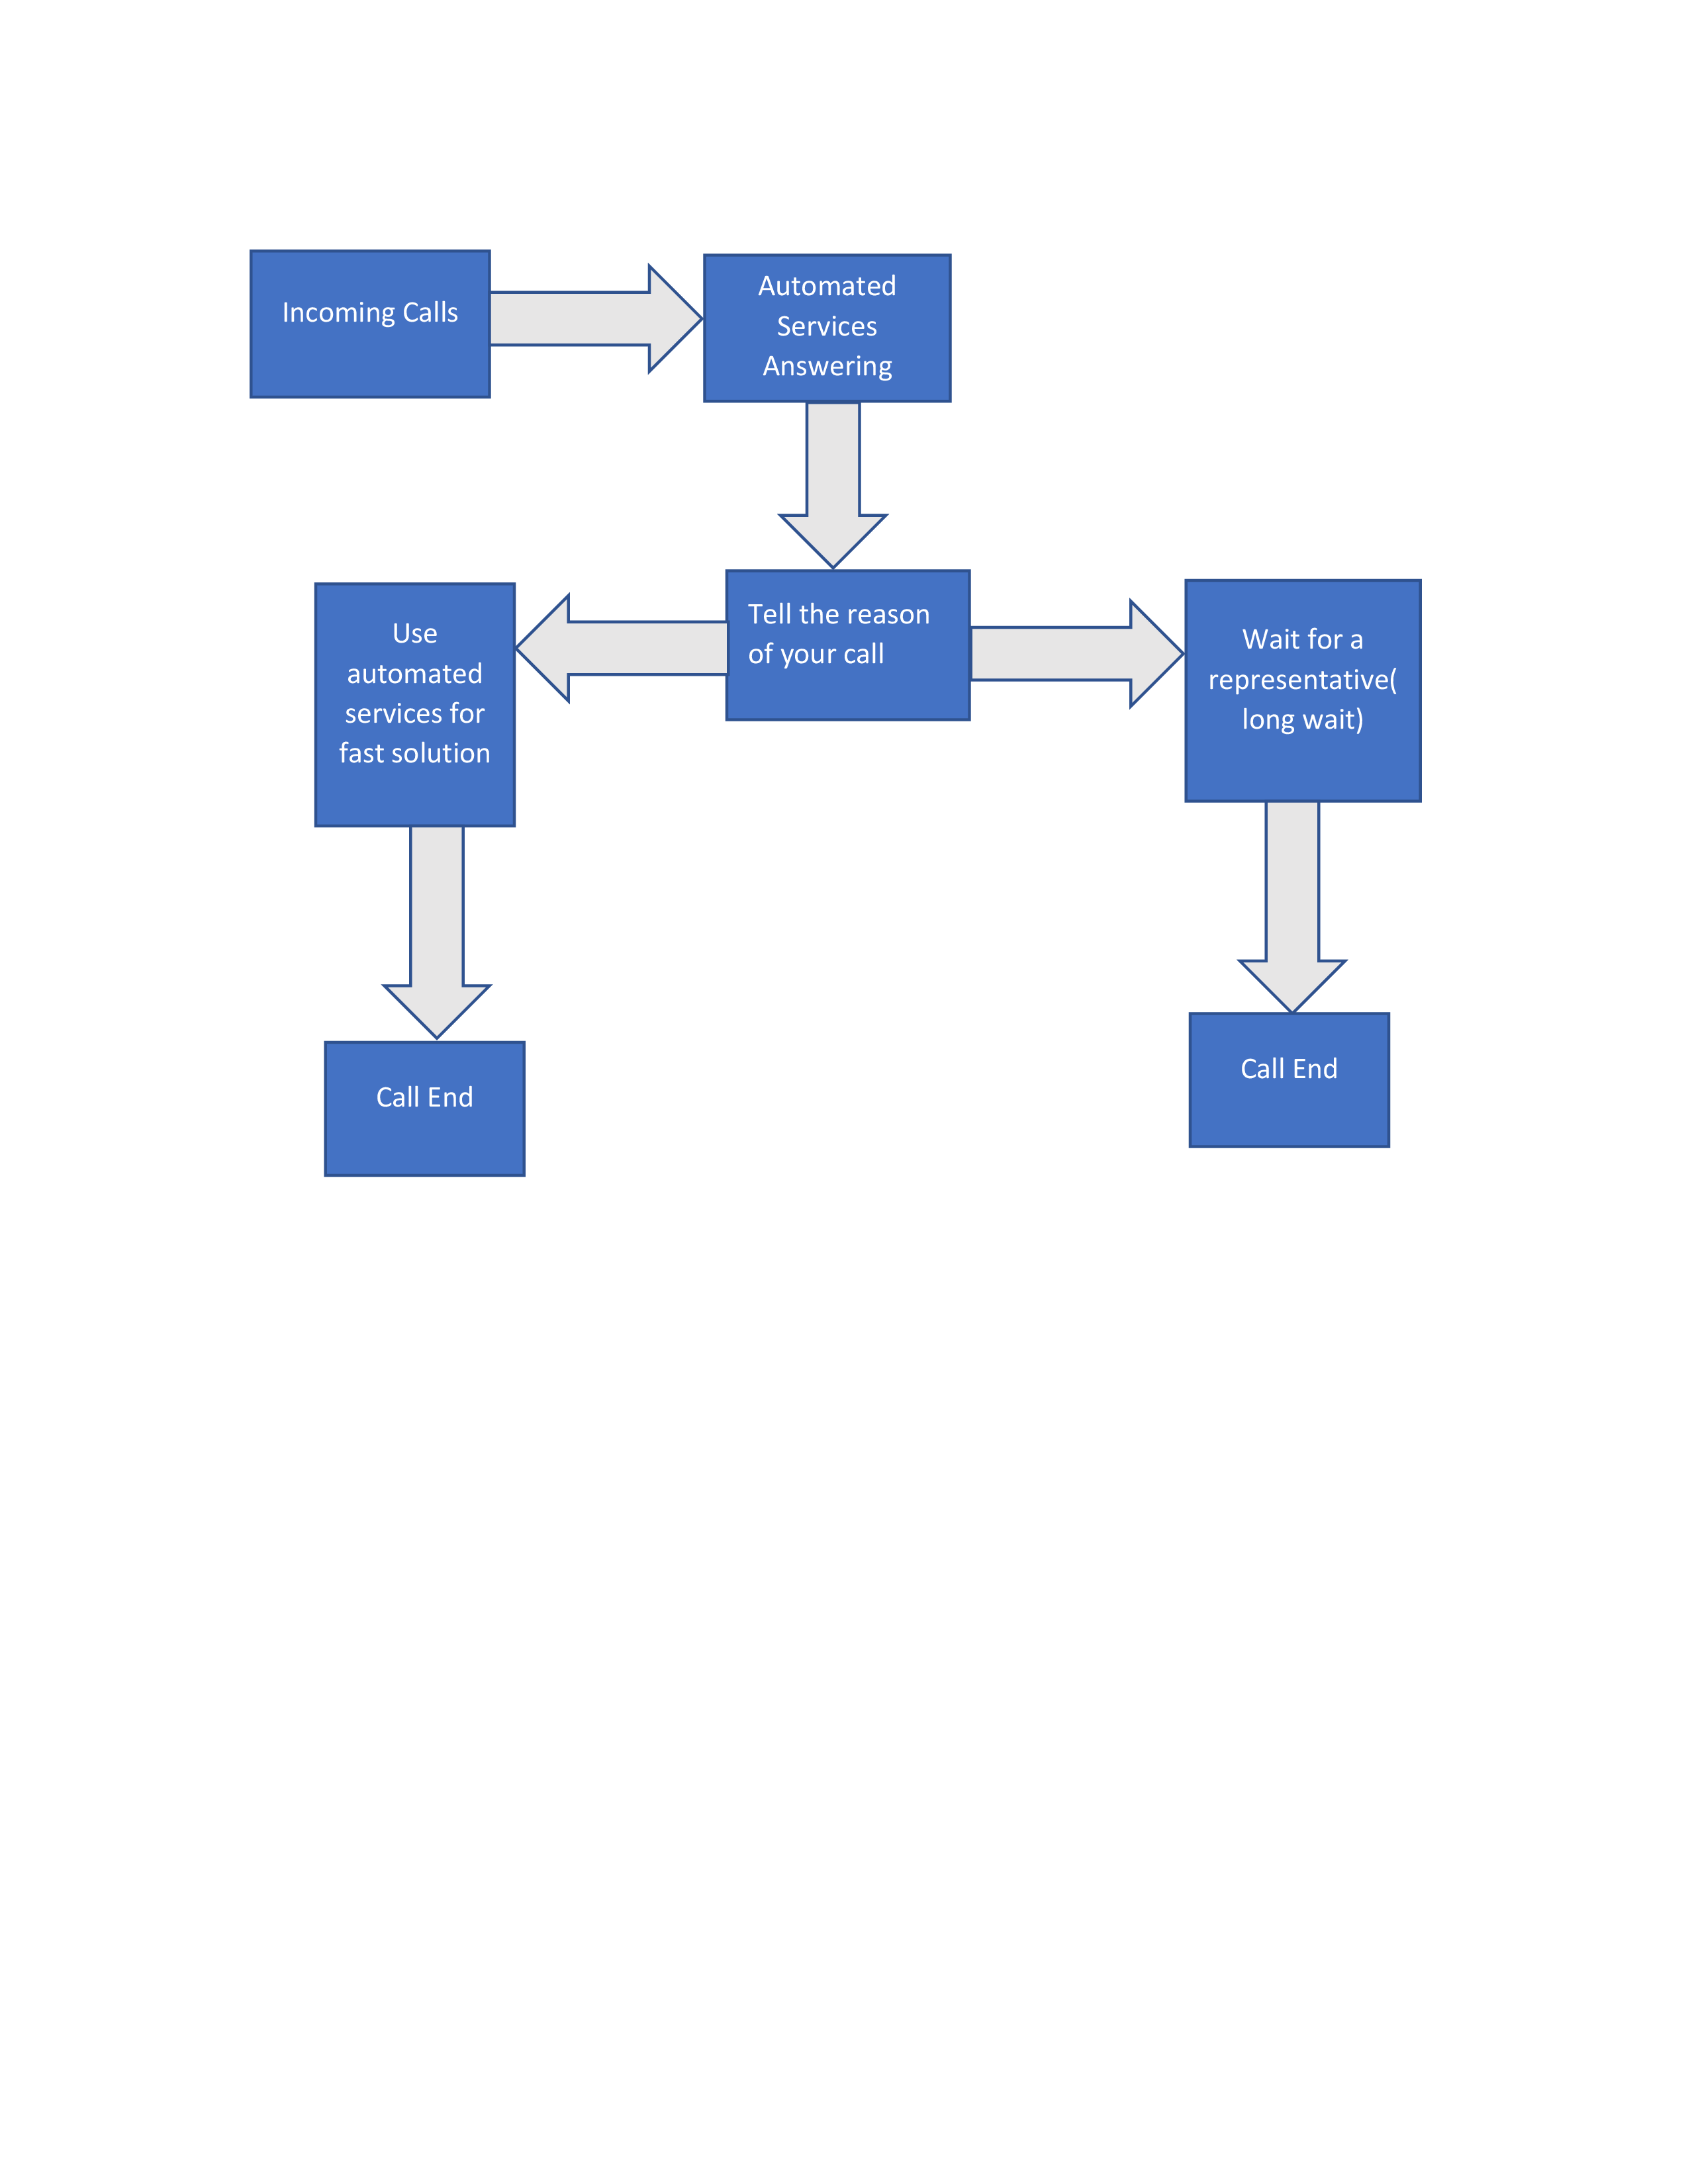 Incoming Calls
Automated
Services
Answering
Tell the reason
of your call
Use
automated
services for
fast solution
Wait for a
representative(
long wait)
Call End
Call End